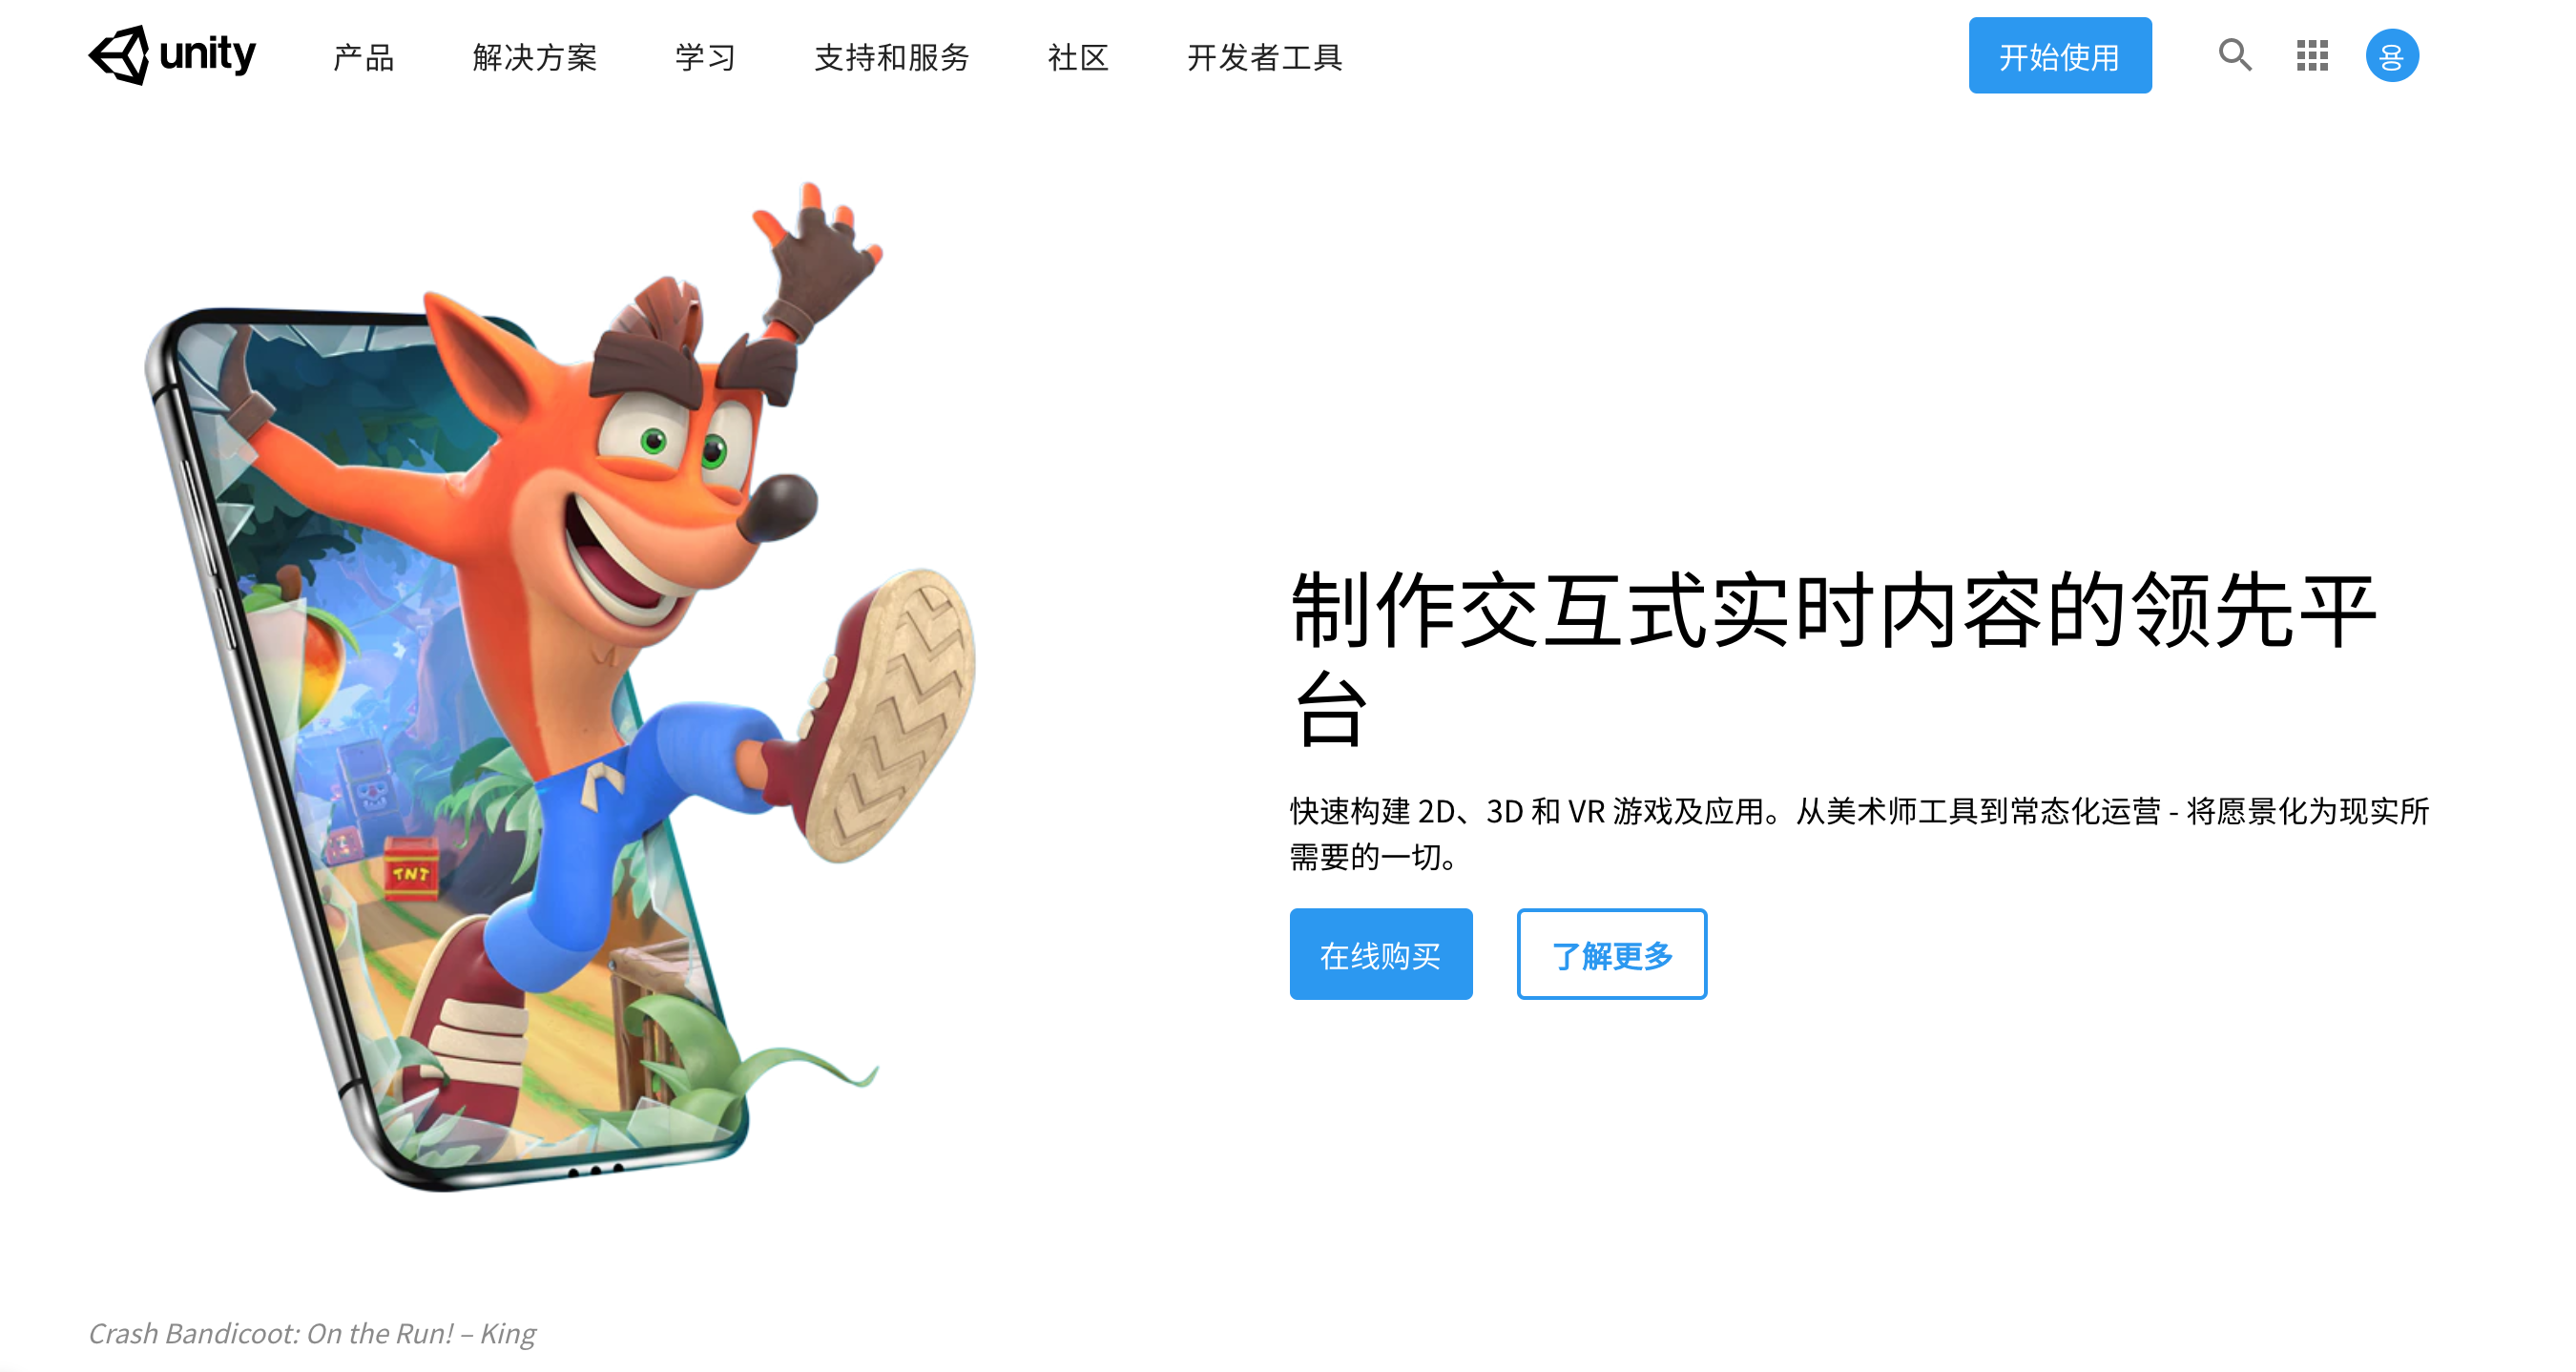 unity
产品
解决方案
学习
支持和服务
社区
开发者工具
开始使用
용
制作交互式实时内容的领先平
台
快速构建 2D、3D 和 VR 游戏及应用。从美术师工具到常态化运营 - 将愿景化为现实所
需要的一切。
在线购买
了解更多
TNT
Crash Bandicoot: On the Run! – King